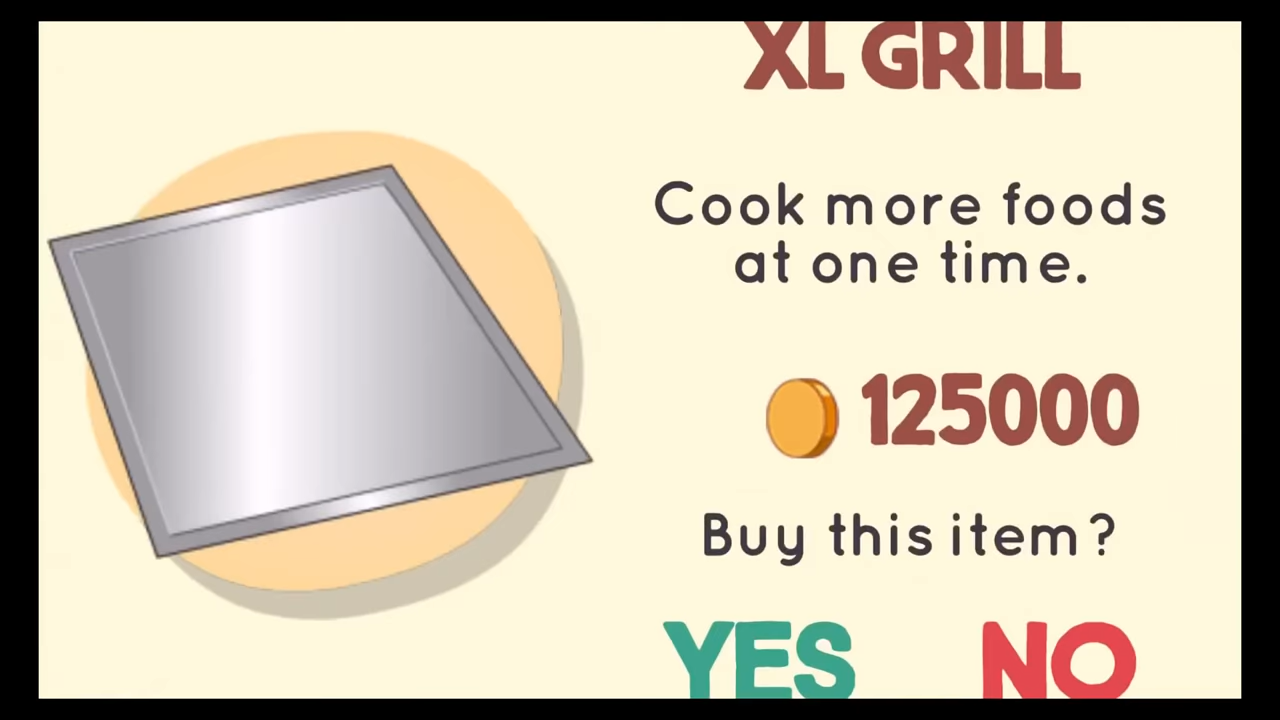 XL GRILL
Cook more foods
at one time.
125000
Buy this item?
YES NO